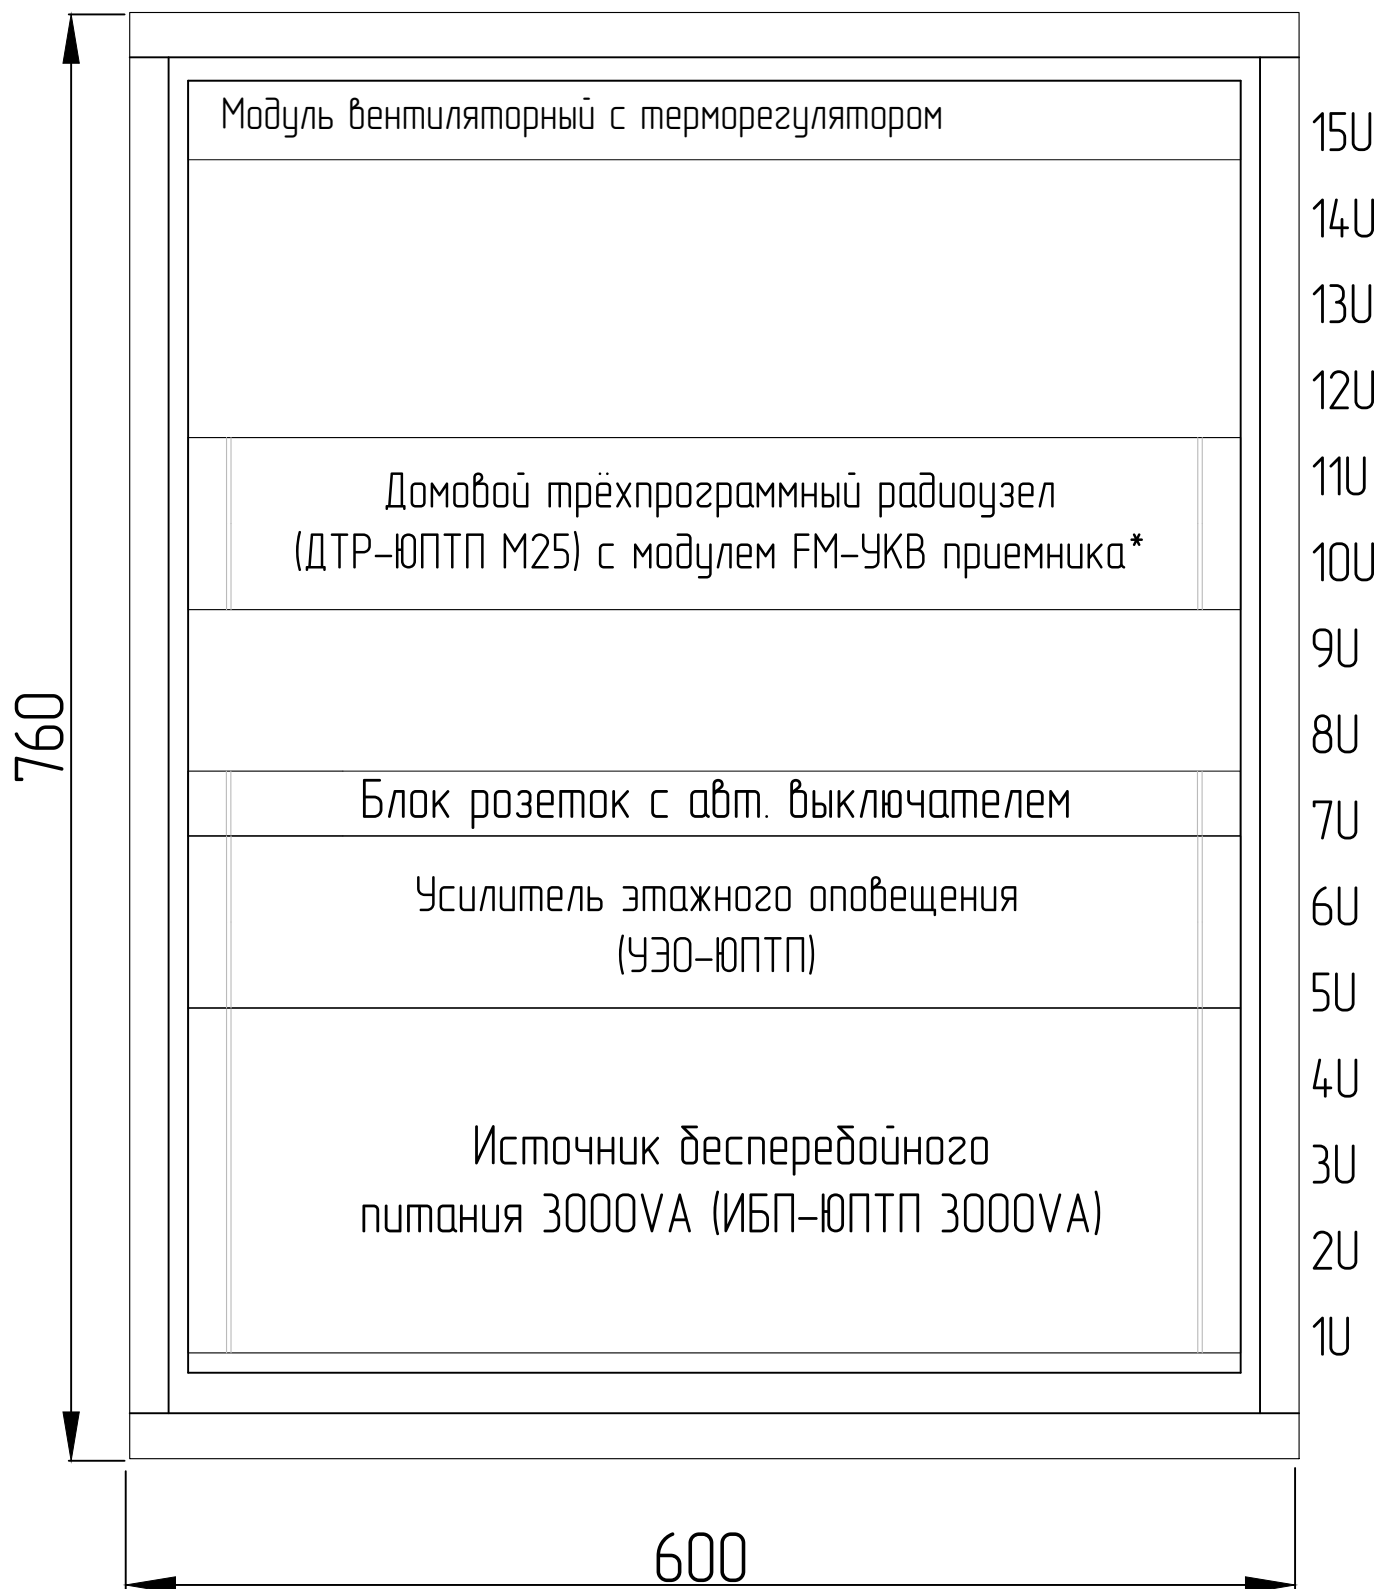 Модуль вентиляторный с терморегулятором
15U
14U
13U
12U
Домовой трёхпрограммный радиоузел
11U
(ДТР-ЮПТП М25) с модулем FM-УКВ приемника*
10U
9U
760
8U
Блок розеток с авт. выключателем
7U
Усилитель этажного оповещения
6U
(УЭО-ЮПТП)
5U
4U
Источник бесперебойного
3U
питания 3000VA (ИБП-ЮПТП 3000VA)
2U
1U
600